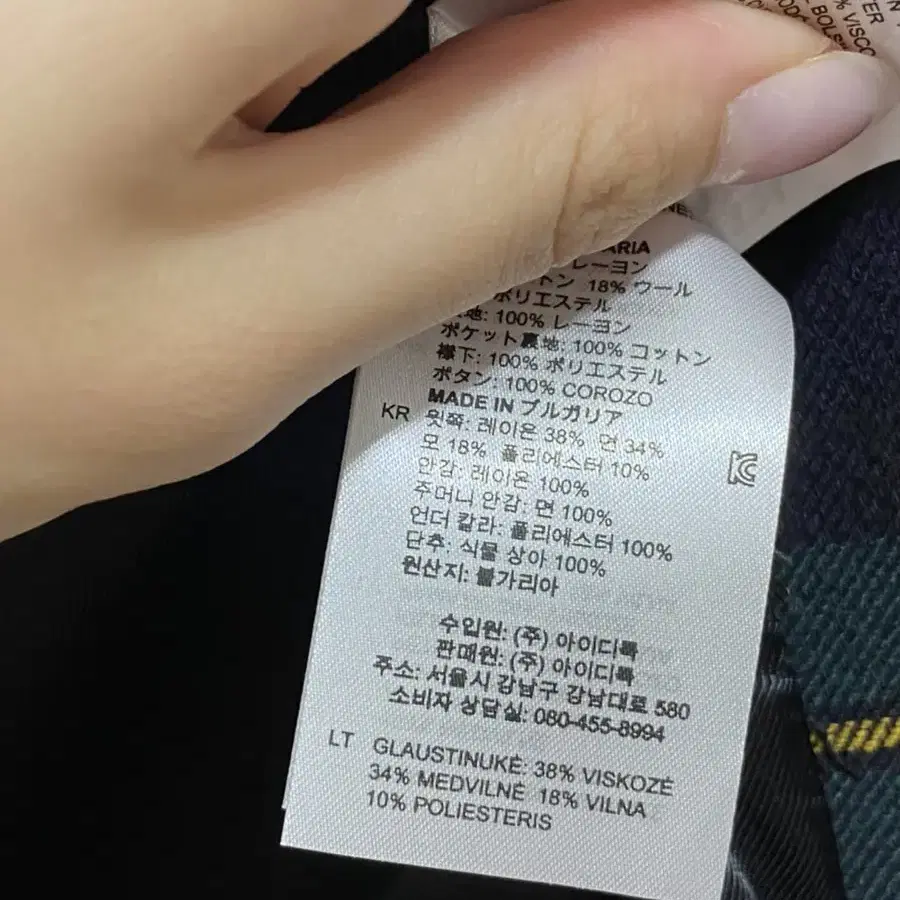 VISCO
ARIA
レーヨン
トン 18% ウール
ポリエステル
地: 100% レーヨン
ポケット裏地: 100% コットン
襟下: 100% ポリエステル
ボタン: 100% COROZO
MADE IN ブルガリア
KR 윗쪽: 레이온 38% 면 34%
모 18% 폴리에스터 10%
안감: 레이온 100%
주머니 안감: 면 100%
언더 칼라: 폴리에스터 100%
단추: 식물 상아 100%
원산지: 불가리아
수입원: (주) 아이디룩
판매원: (주) 아이디룩
주소: 서울시 강남구 강남대로 580
소비자 상담실: 080-455-8994
LT GLAUSTINUKĖ: 38% VISKOZĖ
34% MEDVILNĖ 18% VILNA
10% POLIESTERIS